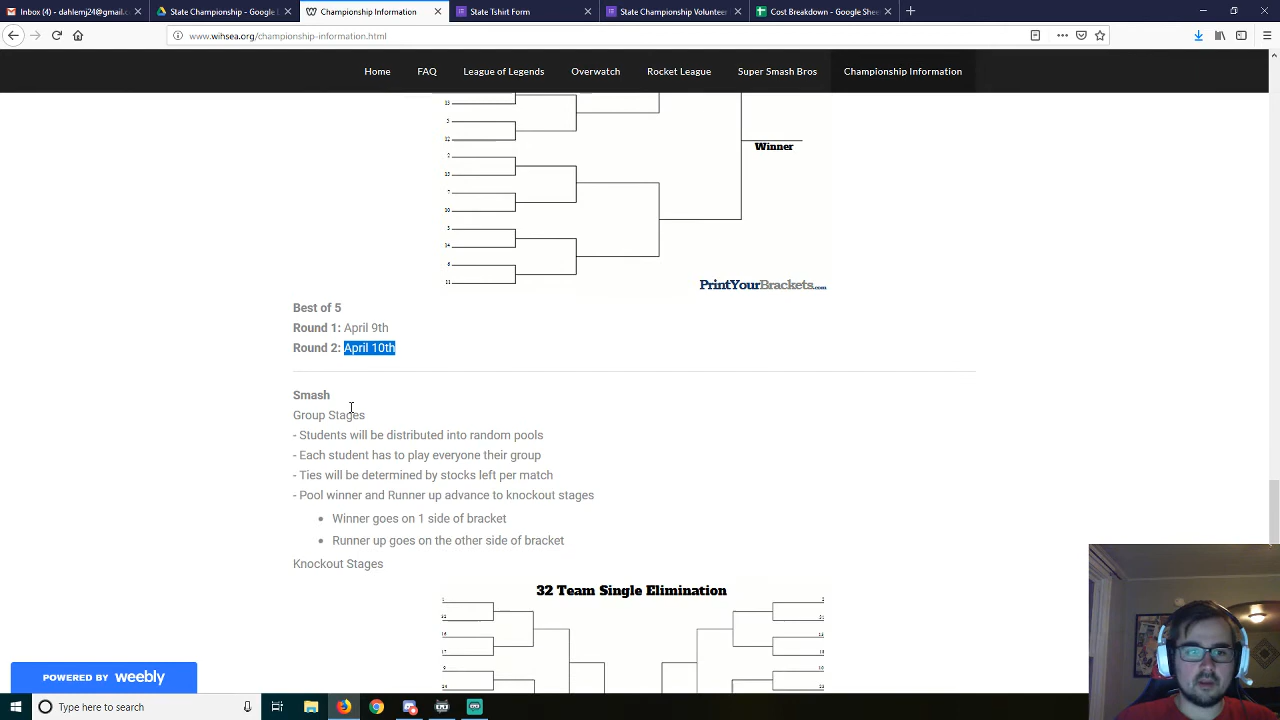 Inbox (4) - dahlemj24@gmail.c
State Championship - Google
Championship Information
State Tshirt Form
State Championship Volunteer
Cost Breakdown - Google Shee
www.wihsea.org/championship-information.html
Home
FAQ
League of Legends
Overwatch
Rocket League
Super Smash Bros
Championship Information
Winner
PrintYourBrackets.com
Best of 5
Round 1: April 9th
Round 2: April 10th
Smash
Group Stages
- Students will be distributed into random pools
- Each student has to play everyone their group
- Ties will be determined by stocks left per match
- Pool winner and Runner up advance to knockout stages
• Winner goes on 1 side of bracket
• Runner up goes on the other side of bracket
Knockout Stages
32 Team Single Elimination
POWERED BY weebly
Type here to search